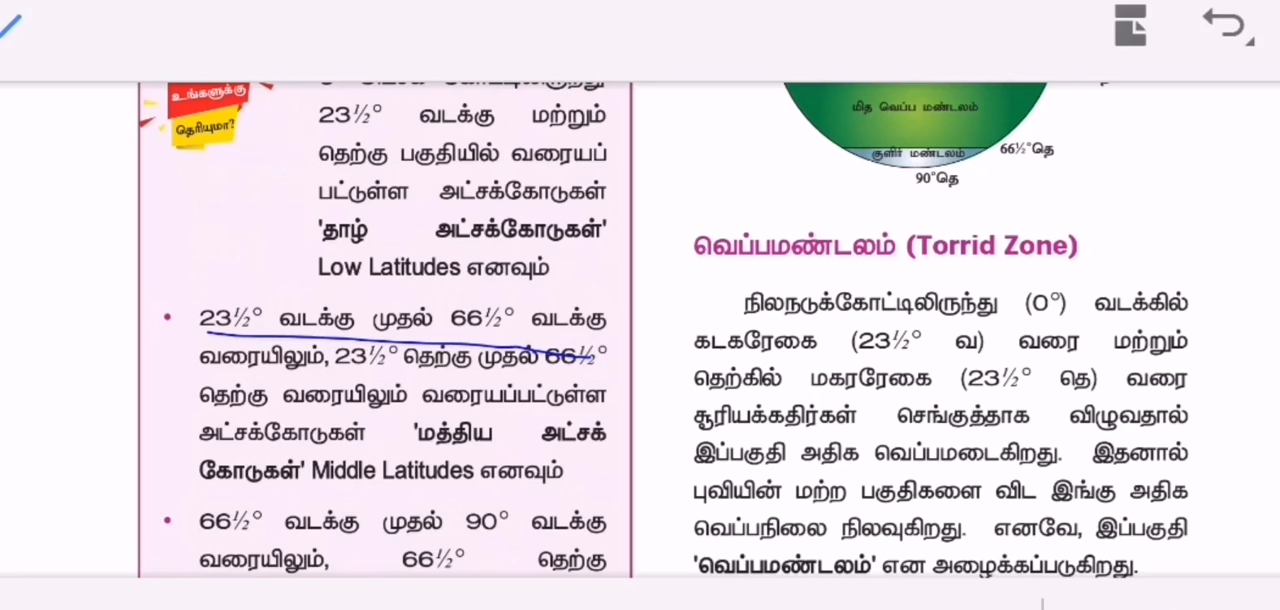 உங்களுக்கு
தெரியுமா?
23½° வடக்கு மற்றும்
தெற்கு பகுதியில் வரையப்
பட்டுள்ள அட்சக்கோடுகள்
'தாழ் அட்சக்கோடுகள்'
Low Latitudes எனவும்
• 23½° வடக்கு முதல் 66½° வடக்கு
வரையிலும், 23½° தெற்கு முதல் 66½°
தெற்கு வரையிலும் வரையப்பட்டுள்ள
அட்சக்கோடுகள் 'மத்திய அட்சக்
கோடுகள்' Middle Latitudes எனவும்
• 66½° வடக்கு முதல் 90° வடக்கு
வரையிலும், 66½° தெற்கு
மித வெப்ப மண்டலம்
குளிர் மண்டலம்
66½°தெ
90°தெ
வெப்பமண்டலம் (Torrid Zone)
நிலநடுக்கோட்டிலிருந்து (0°) வடக்கில்
கடகரேகை (23½° வ) வரை மற்றும்
தெற்கில் மகரரேகை (23½° தெ) வரை
சூரியக்கதிர்கள் செங்குத்தாக விழுவதால்
இப்பகுதி அதிக வெப்பமடைகிறது. இதனால்
புவியின் மற்ற பகுதிகளை விட இங்கு அதிக
வெப்பநிலை நிலவுகிறது. எனவே, இப்பகுதி
'வெப்பமண்டலம்' என அழைக்கப்படுகிறது.